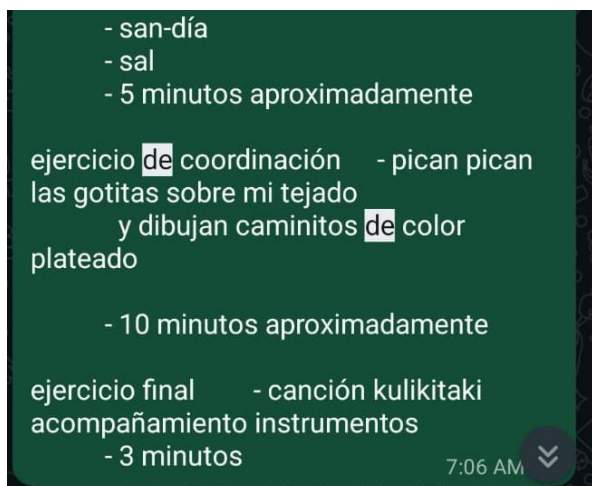 - san-día
- sal
- 5 minutos aproximadamente
ejercicio de coordinación - pican pican
las gotitas sobre mi tejado
y dibujan caminitos de color
plateado
- 10 minutos aproximadamente
ejercicio final - canción kulikitaki
acompañamiento instrumentos
- 3 minutos
7:06 AM